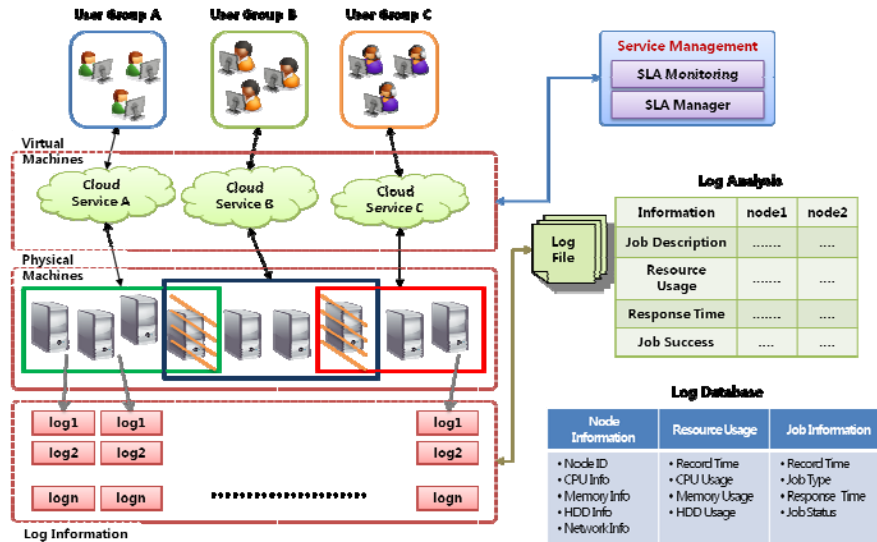 User Group A
User Group B
User Group C
Service Management
SLA Monitoring
SLA Manager
Virtual
Machines
Cloud
Service A
Cloud
Service B
Cloud
Service C
Log
File
Log Analysis
Information node1 node2
Job Description ....... ....
Resource
Usage ....... ....
Response Time ....... ....
Job Success .... ....
Physical
Machines
log1 log1 log1
log2 log2 log2
logn logn logn
Log Information
Log Database
Node
Information
Resource Usage
Job Information
• Node ID
• CPU Info
• Memory Info
• HDD Info
• Network Info
• Record Time
• CPU Usage
• Memory Usage
• HDD Usage
• Record Time
• Job Type
• Response Time
• Job Status